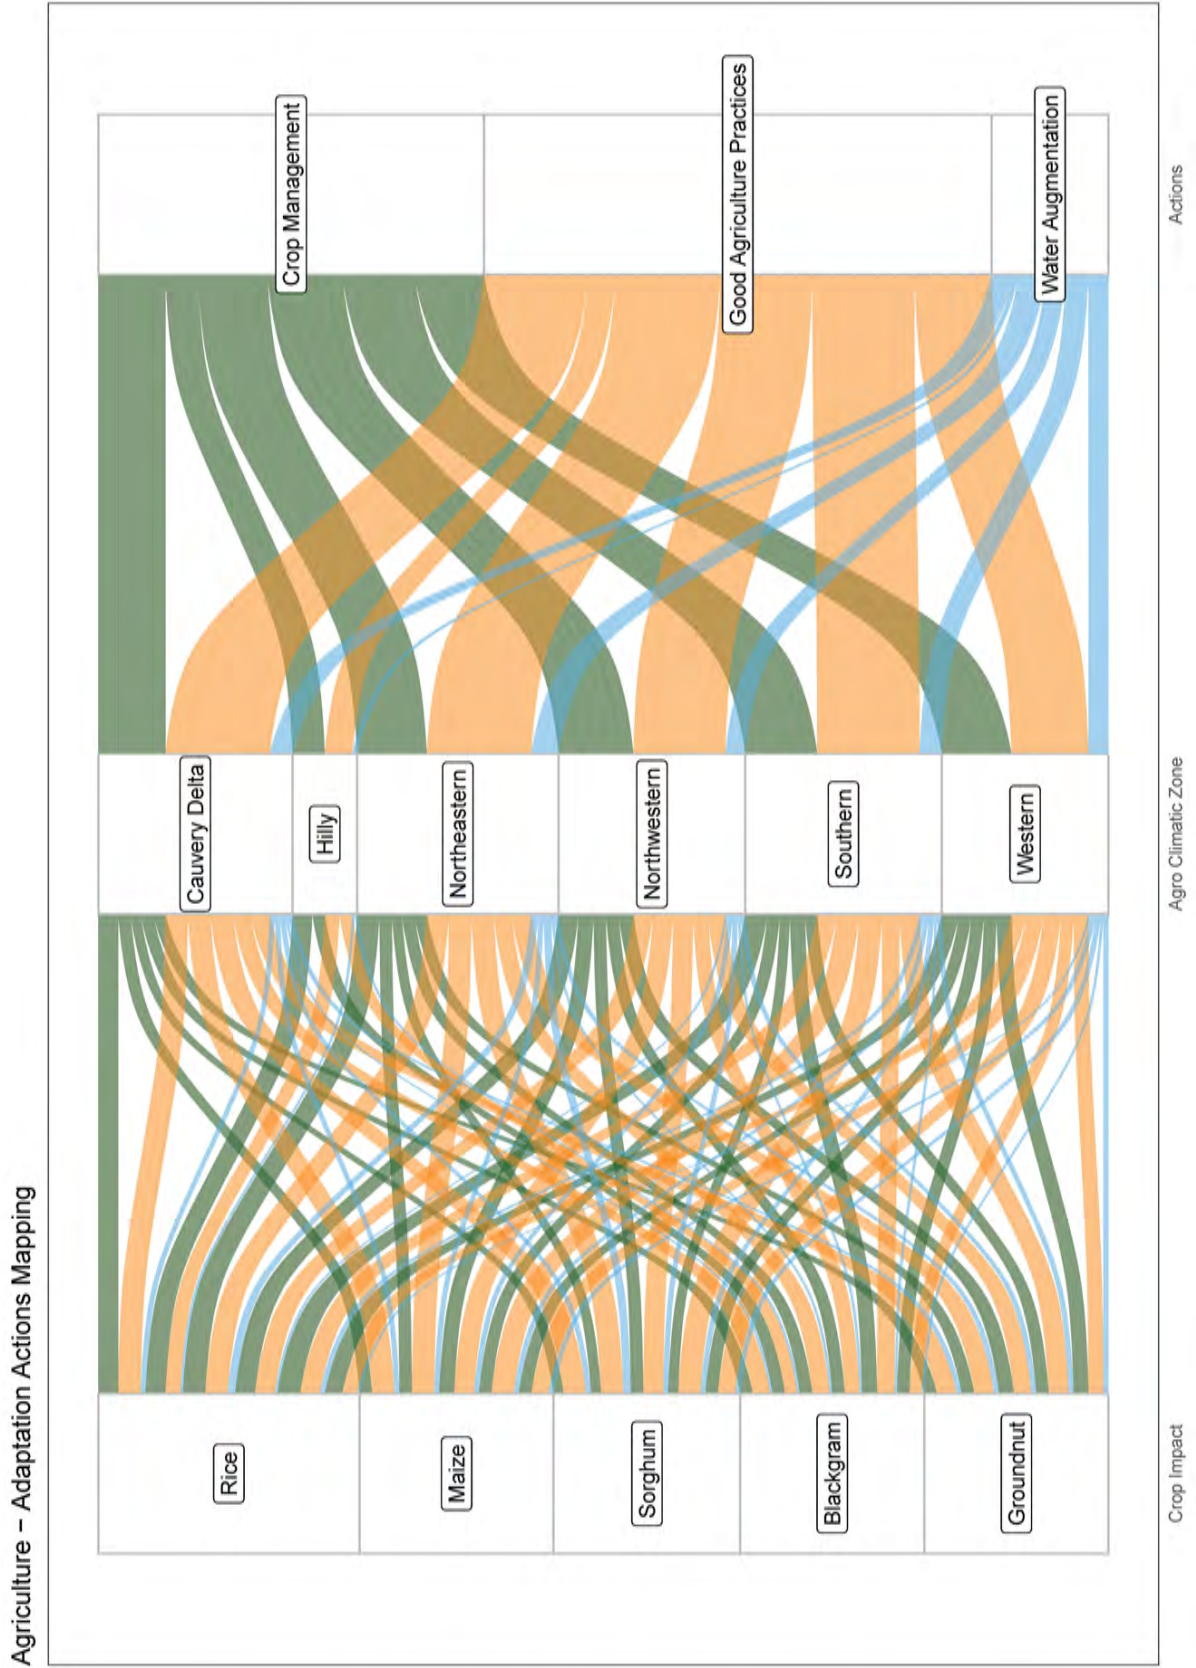 Agriculture – Adaptation Actions Mapping
Rice
Maize
Sorghum
Blackgram
Groundnut
Cauvery Delta
Hilly
Northeastern
Northwestern
Southern
Western
Crop Management
Good Agriculture Practices
Water Augmentation
Crop Impact
Agro Climatic Zone
Actions